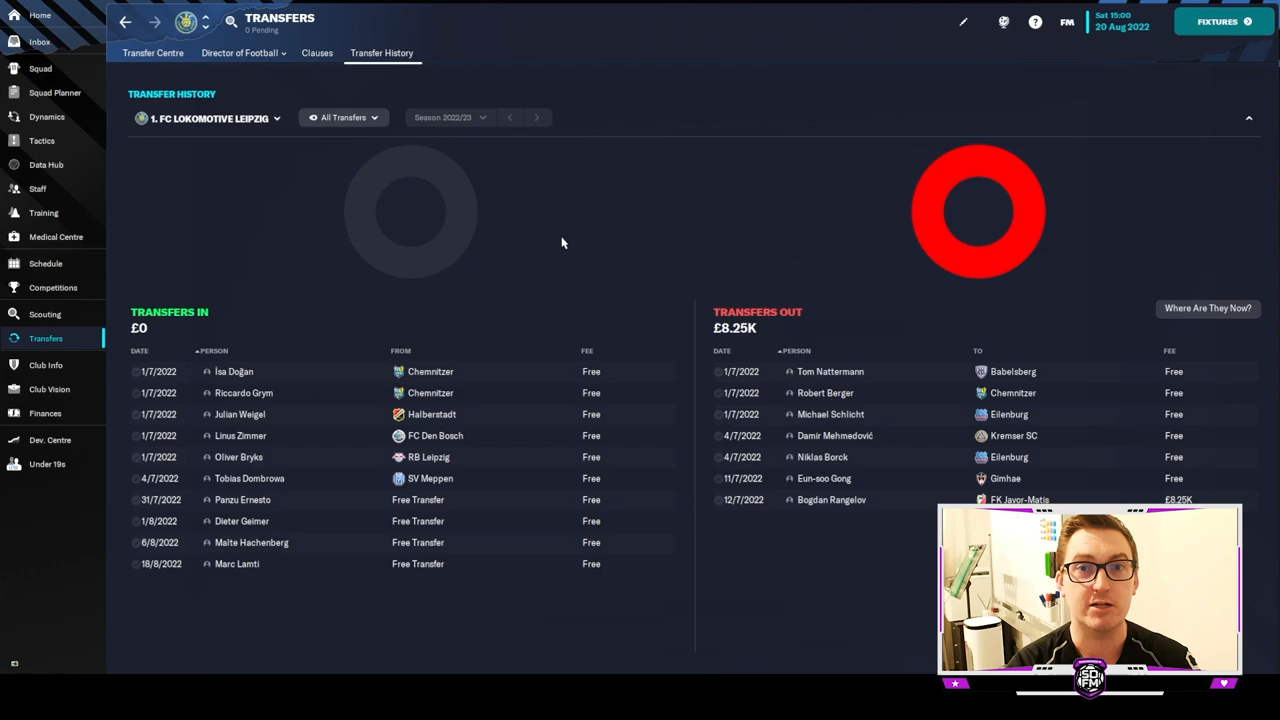 Home
Inbox
Squad
Squad Planner
Dynamics
Tactics
Data Hub
Staff
Training
Medical Centre
Schedule
Competitions
Scouting
Transfers
Club Info
Club Vision
Finances
Dev. Centre
Under 19s
TRANSFERS
0 Pending
FM
Sat 15:00
20 Aug 2022
FIXTURES
Transfer Centre Director of Football Clauses Transfer History
TRANSFER HISTORY
1. FC LOKOMOTIVE LEIPZIG All Transfers Season 2022/23
TRANSFERS IN
£0
DATE PERSON FROM FEE
1/7/2022 İsa Doğan Chemnitzer Free
1/7/2022 Riccardo Grym Chemnitzer Free
1/7/2022 Julian Weigel Halberstadt Free
1/7/2022 Linus Zimmer FC Den Bosch Free
1/7/2022 Oliver Bryks RB Leipzig Free
4/7/2022 Tobias Dombrowa SV Meppen Free
31/7/2022 Panzu Ernesto Free Transfer Free
1/8/2022 Dieter Geimer Free Transfer Free
6/8/2022 Malte Hachenberg Free Transfer Free
18/8/2022 Marc Lamti Free Transfer Free
TRANSFERS OUT
£8.25K
Where Are They Now?
DATE PERSON TO FEE
1/7/2022 Tom Nattermann Babelsberg Free
1/7/2022 Robert Berger Chemnitzer Free
1/7/2022 Michael Schlicht Eilenburg Free
4/7/2022 Damir Mehmedović Kremser SC Free
4/7/2022 Niklas Borck Eilenburg Free
11/7/2022 Eun-soo Gong Gimhae Free
12/7/2022 Bogdan Rangelov FK Javor-Matis £8.25K
SD
FM